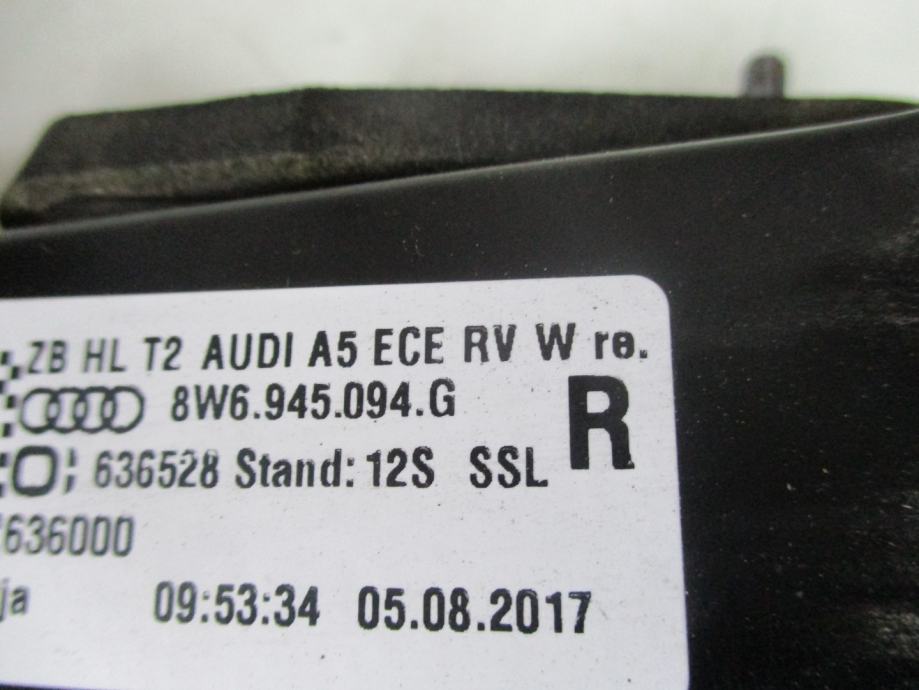 ZB HL T2 AUDI A5 ECE RV W re.
8W6.945.094.G
R
636528 Stand: 12S SSL
636000
ja 09:53:34 05.08.2017